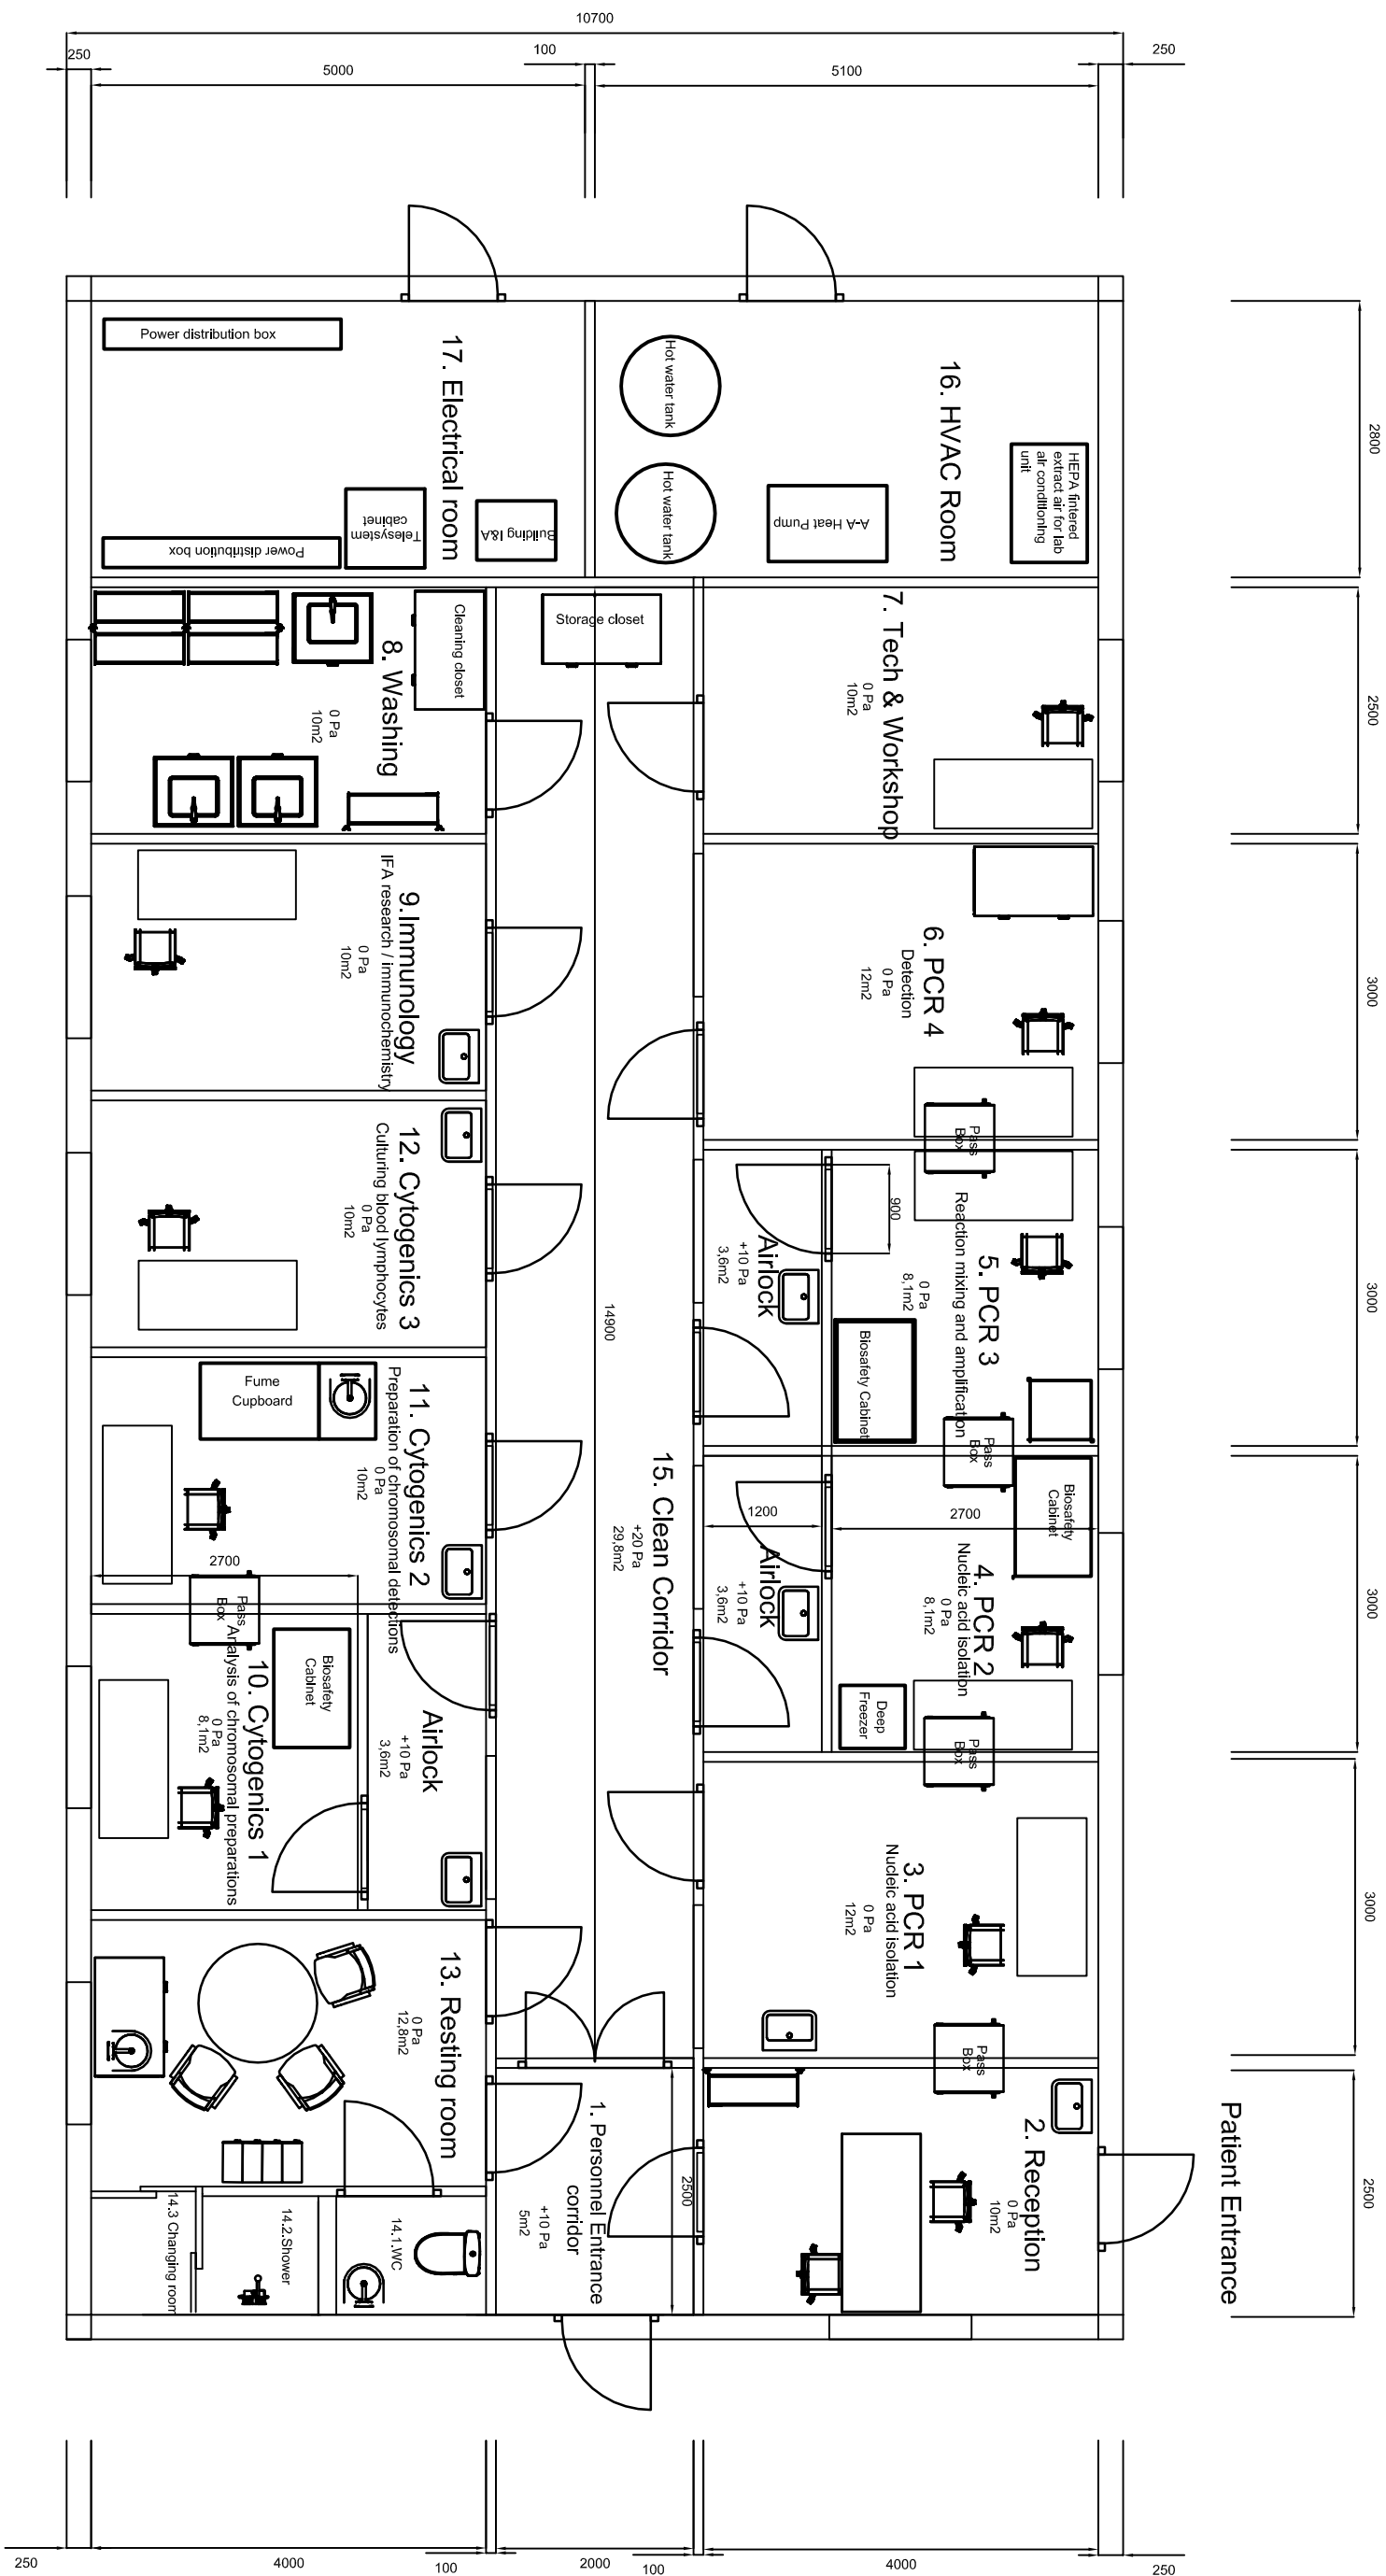 10700
250
100
250
5000
5100
Power distribution box
17. Electrical room
Hot water tank
16. HVAC Room
HEPA fintered
extract air for lab
air conditioning
unit
2800
Telesystem
cabinet
Building I&A
Hot water tank
A-A Heat Pump
Power distribution box
Cleaning closet
Storage closet
7. Tech & Workshop
0 Pa
10m2
8. Washing
0 Pa
10m2
2500
9.Immunology
IFA research / immunochemistry
0 Pa
10m2
6. PCR 4
Detection
0 Pa
12m2
3000
Pass
Box
12. Cytogenics 3
Culturing blood lymphocytes
0 Pa
10m2
900
Airlock
+10 Pa
3,6m2
5. PCR 3
Reaction mixing and amplification
0 Pa
8,1m2
3000
14900
Biosafety Cabinet
Fume
Cupboard
11. Cytogenics 2
Preparation of chromosomal detections
0 Pa
10m2
Pass
Box
15. Clean Corridor
+20 Pa
29,8m2
1200
2700
Biosafety
Cabinet
Airlock
+10 Pa
3,6m2
4. PCR 2
Nucleic acid isolation
0 Pa
8,1m2
3000
2700
Pass
Box
Biosafety
Cabinet
10. Cytogenics 1
Analysis of chromosomal preparations
0 Pa
8,1m2
Airlock
+10 Pa
3,6m2
Deep
Freezer
Pass
Box
3. PCR 1
Nucleic acid isolation
0 Pa
12m2
3000
13. Resting room
0 Pa
12,8m2
Pass
Box
1. Personnel Entrance
corridor
+10 Pa
5m2
2500
2. Reception
0 Pa
10m2
Patient Entrance
2500
14.3 Changing room
14.2.Shower
14.1.WC
250
4000
100
2000
100
4000
250